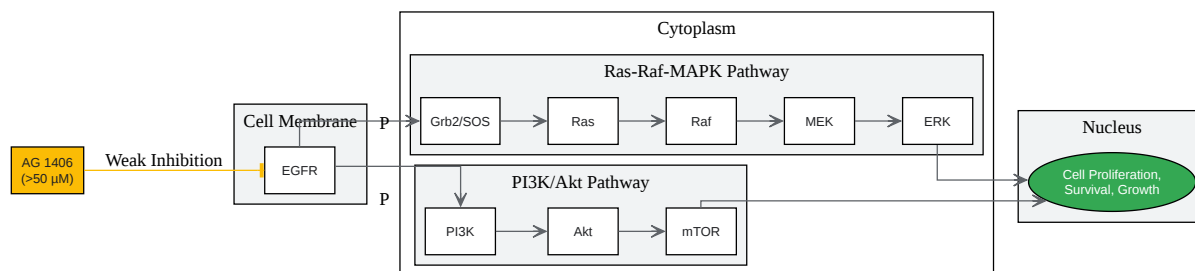 Cytoplasm
Ras-Raf-MAPK Pathway
Grb2/SOS
Ras
Raf
MEK
ERK
Cell Membrane
P
EGFR
AG 1406
(>50 µM)
Weak Inhibition
P
PI3K/Akt Pathway
PI3K
Akt
mTOR
Nucleus
Cell Proliferation,
Survival, Growth